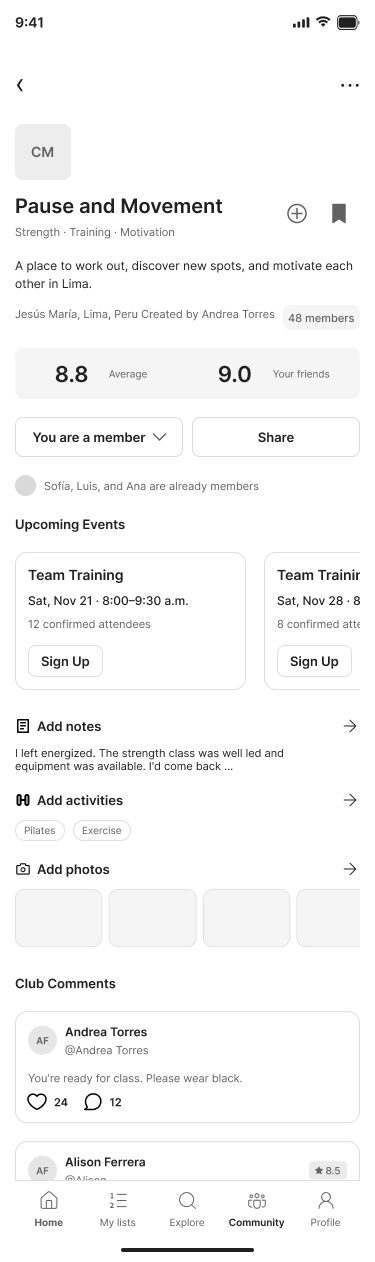 9:41
CM
Pause and Movement
Strength · Training · Motivation
A place to work out, discover new spots, and motivate each
other in Lima.
Jesús María, Lima, Peru Created by Andrea Torres
48 members
8.8 Average
9.0 Your friends
You are a member
Share
Sofía, Luis, and Ana are already members
Upcoming Events
Team Training
Sat, Nov 21 · 8:00–9:30 a.m.
12 confirmed attendees
Sign Up
Team Trainin
Sat, Nov 28 · 8
8 confirmed atte
Sign Up
Add notes
I left energized. The strength class was well led and
equipment was available. I'd come back ...
Add activities
Pilates
Exercise
Add photos
Club Comments
AF
Andrea Torres
@Andrea Torres
You're ready for class. Please wear black.
24
12
AF
Alison Ferrera
@Alison
8.5
Home
1
2
My lists
Explore
Community
Profile